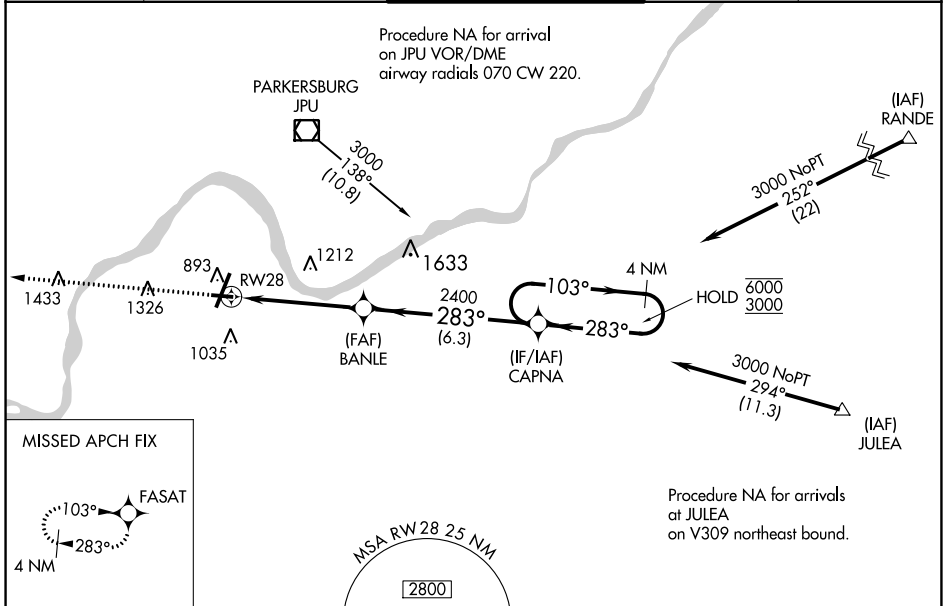 Procedure NA for arrival
on JPU VOR/DME
airway radials 070 CW 220.
PARKERSBURG
JPU
3000
138°
(10.8)
(IAF)
RANDE
3000 NoPT
252°
(22)
1212
1633
893
RW28
1433
1326
1035
2400
283°
(6.3)
(FAF)
BANLE
103°
4 NM
283°
HOLD
6000
3000
(IF/IAF)
CAPNA
3000 NoPT
294°
(11.3)
(IAF)
JULEA
MISSED APCH FIX
FASAT
103°
283°
4 NM
Procedure NA for arrivals
at JULEA
on V309 northeast bound.
MSA RW28 25 NM
2800